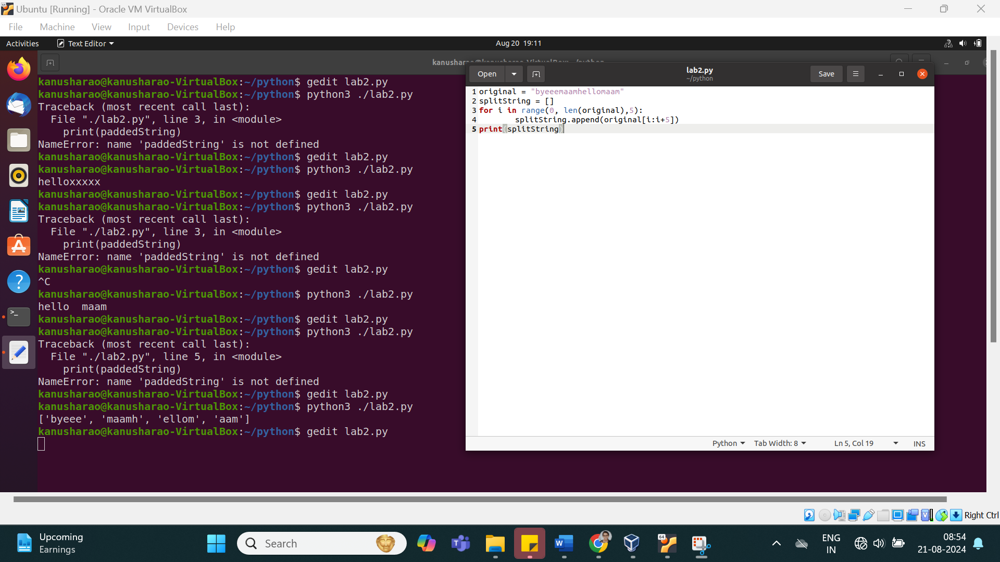 Ubuntu [Running] - Oracle VM VirtualBox
File Machine View Input Devices Help
Activities Text Editor Aug 20 19:11
kanusharao@kanusharao-VirtualBox:~/python$ gedit lab2.py
kanusharao@kanusharao-VirtualBox:~/python$ python3 ./lab2.py
Traceback (most recent call last):
  File "./lab2.py", line 3, in <module>
    print(paddedString)
NameError: name 'paddedString' is not defined
kanusharao@kanusharao-VirtualBox:~/python$ gedit lab2.py
kanusharao@kanusharao-VirtualBox:~/python$ python3 ./lab2.py
helloxxxxx
kanusharao@kanusharao-VirtualBox:~/python$ gedit lab2.py
kanusharao@kanusharao-VirtualBox:~/python$ python3 ./lab2.py
Traceback (most recent call last):
  File "./lab2.py", line 3, in <module>
    print(paddedString)
NameError: name 'paddedString' is not defined
kanusharao@kanusharao-VirtualBox:~/python$ gedit lab2.py
^C
kanusharao@kanusharao-VirtualBox:~/python$ python3 ./lab2.py
hello  maam
kanusharao@kanusharao-VirtualBox:~/python$ gedit lab2.py
kanusharao@kanusharao-VirtualBox:~/python$ python3 ./lab2.py
Traceback (most recent call last):
  File "./lab2.py", line 5, in <module>
    print(paddedString)
NameError: name 'paddedString' is not defined
kanusharao@kanusharao-VirtualBox:~/python$ gedit lab2.py
kanusharao@kanusharao-VirtualBox:~/python$ python3 ./lab2.py
['byeee', 'maamh', 'ellom', 'aam']
kanusharao@kanusharao-VirtualBox:~/python$ gedit lab2.py
Open lab2.py Save
~/python
1 original = "byeeemaamhellomaam"
2 splitString = []
3 for i in range(0, len(original),5):
4         splitString.append(original[i:i+5])
5 print(splitString)
Python Tab Width: 8 Ln 5, Col 19 INS
Right Ctrl
Upcoming
Earnings
Search
ENG
IN
08:54
21-08-2024